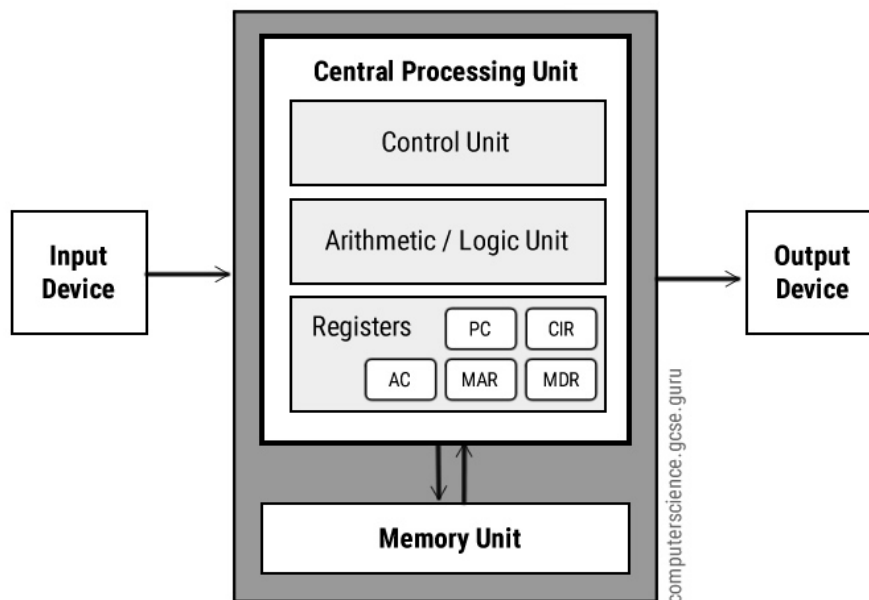 Central Processing Unit
Control Unit
Input
Device
Arithmetic / Logic Unit
Output
Device
Registers
PC
CIR
AC
MAR
MDR
Memory Unit
computerscience.gcse.guru